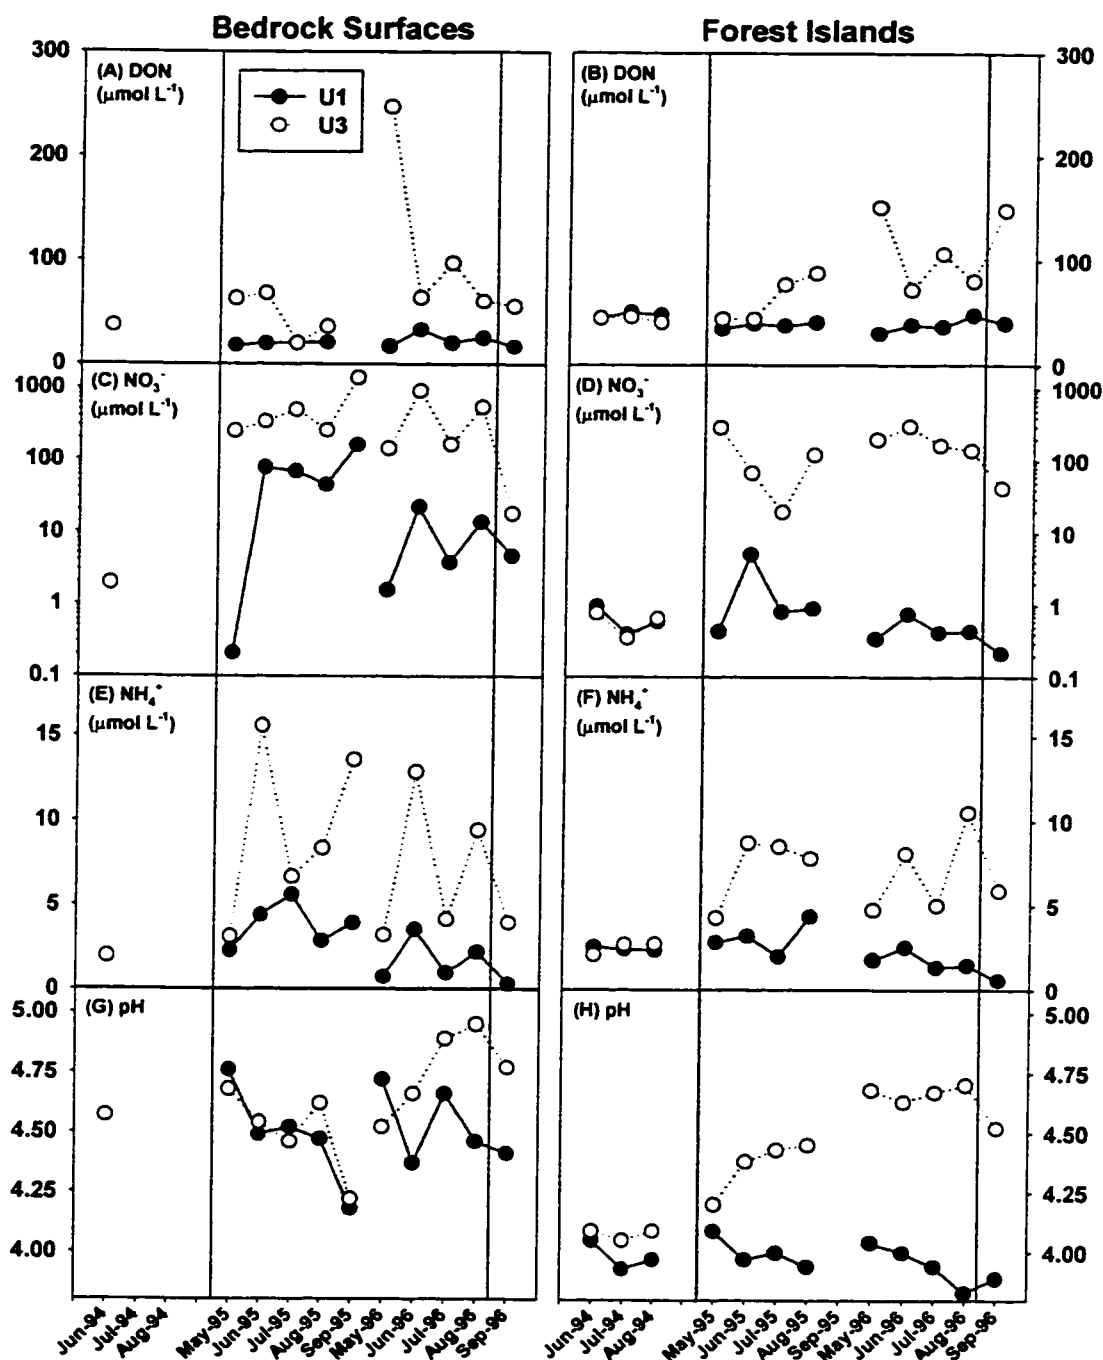 Bedrock Surfaces
Forest Islands
300
200
100
0
(A) DON
(μmol L⁻¹)
U1
U3
(B) DON
(μmol L⁻¹)
300
200
100
0
1000
100
10
1
0.1
(C) NO₃⁻
(μmol L⁻¹)
(D) NO₃⁻
(μmol L⁻¹)
1000
100
10
1
0.1
15
10
5
0
(E) NH₄⁺
(μmol L⁻¹)
(F) NH₄⁺
(μmol L⁻¹)
15
10
5
0
5.00
4.75
4.50
4.25
4.00
(G) pH
(H) pH
5.00
4.75
4.50
4.25
4.00
Jun-94
Jul-94
Aug-94
May-95
Jun-95
Jul-95
Aug-95
Sep-95
May-96
Jun-96
Jul-96
Aug-96
Sep-96
Jun-94
Jul-94
Aug-94
May-95
Jun-95
Jul-95
Aug-95
Sep-95
May-96
Jun-96
Jul-96
Aug-96
Sep-96